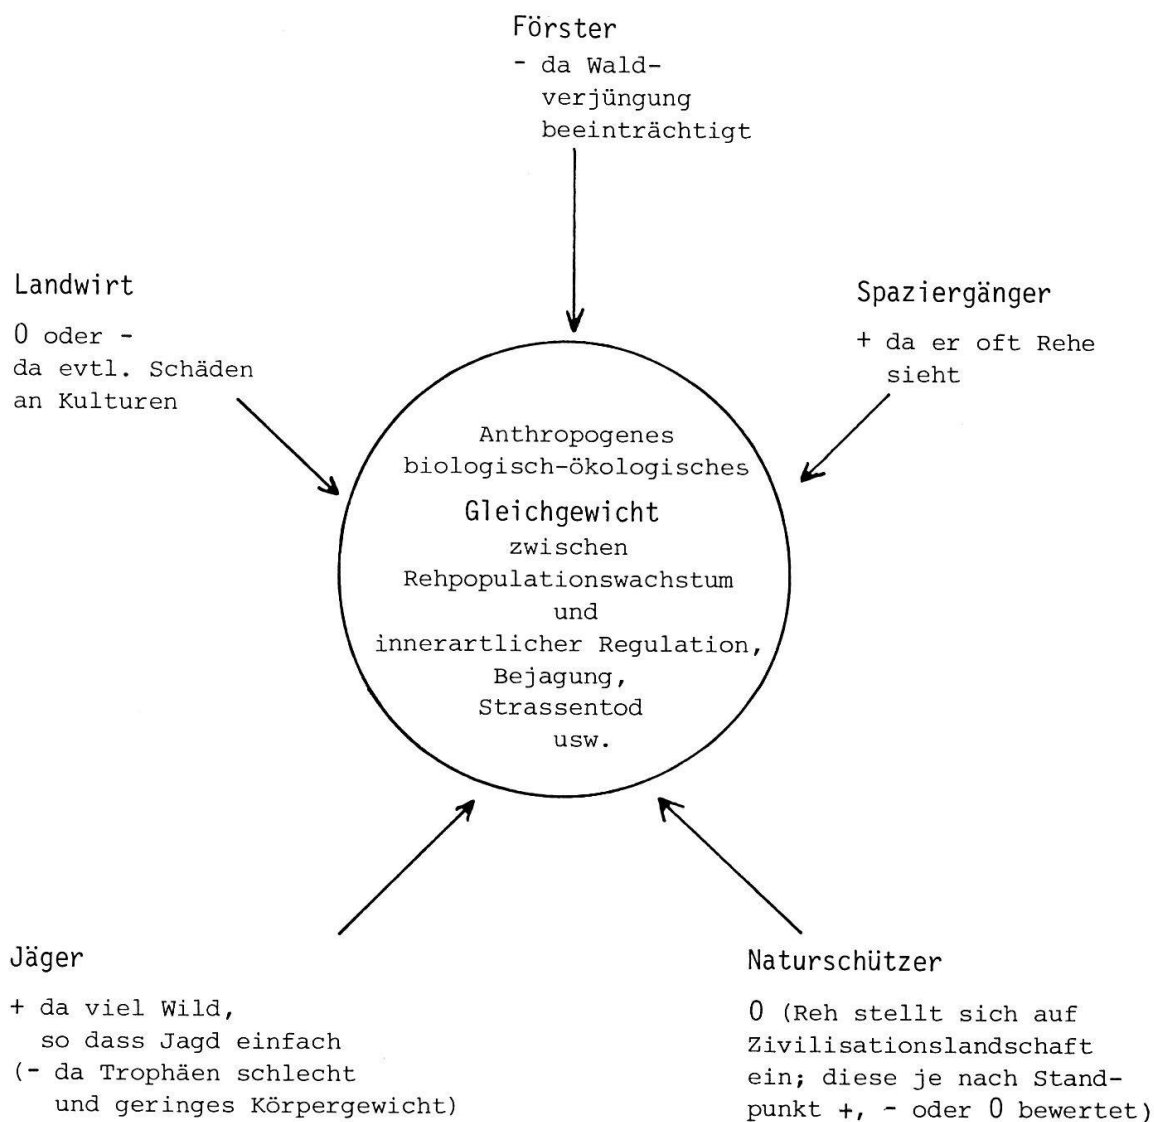 Förster
- da Wald-
verjüngung
beeinträchtigt
Landwirt
0 oder -
da evtl. Schäden
an Kulturen
Spaziergänger
+ da er oft Rehe
sieht
Anthropogenes
biologisch-ökologisches
Gleichgewicht
zwischen
Rehpopulationswachstum
und
innerartlicher Regulation,
Bejagung,
Strassentod
usw.
Jäger
+ da viel Wild,
so dass Jagd einfach
(- da Trophäen schlecht
und geringes Körpergewicht)
Naturschützer
0 (Reh stellt sich auf
Zivilisationslandschaft
ein; diese je nach Stand-
punkt +, - oder 0 bewertet)